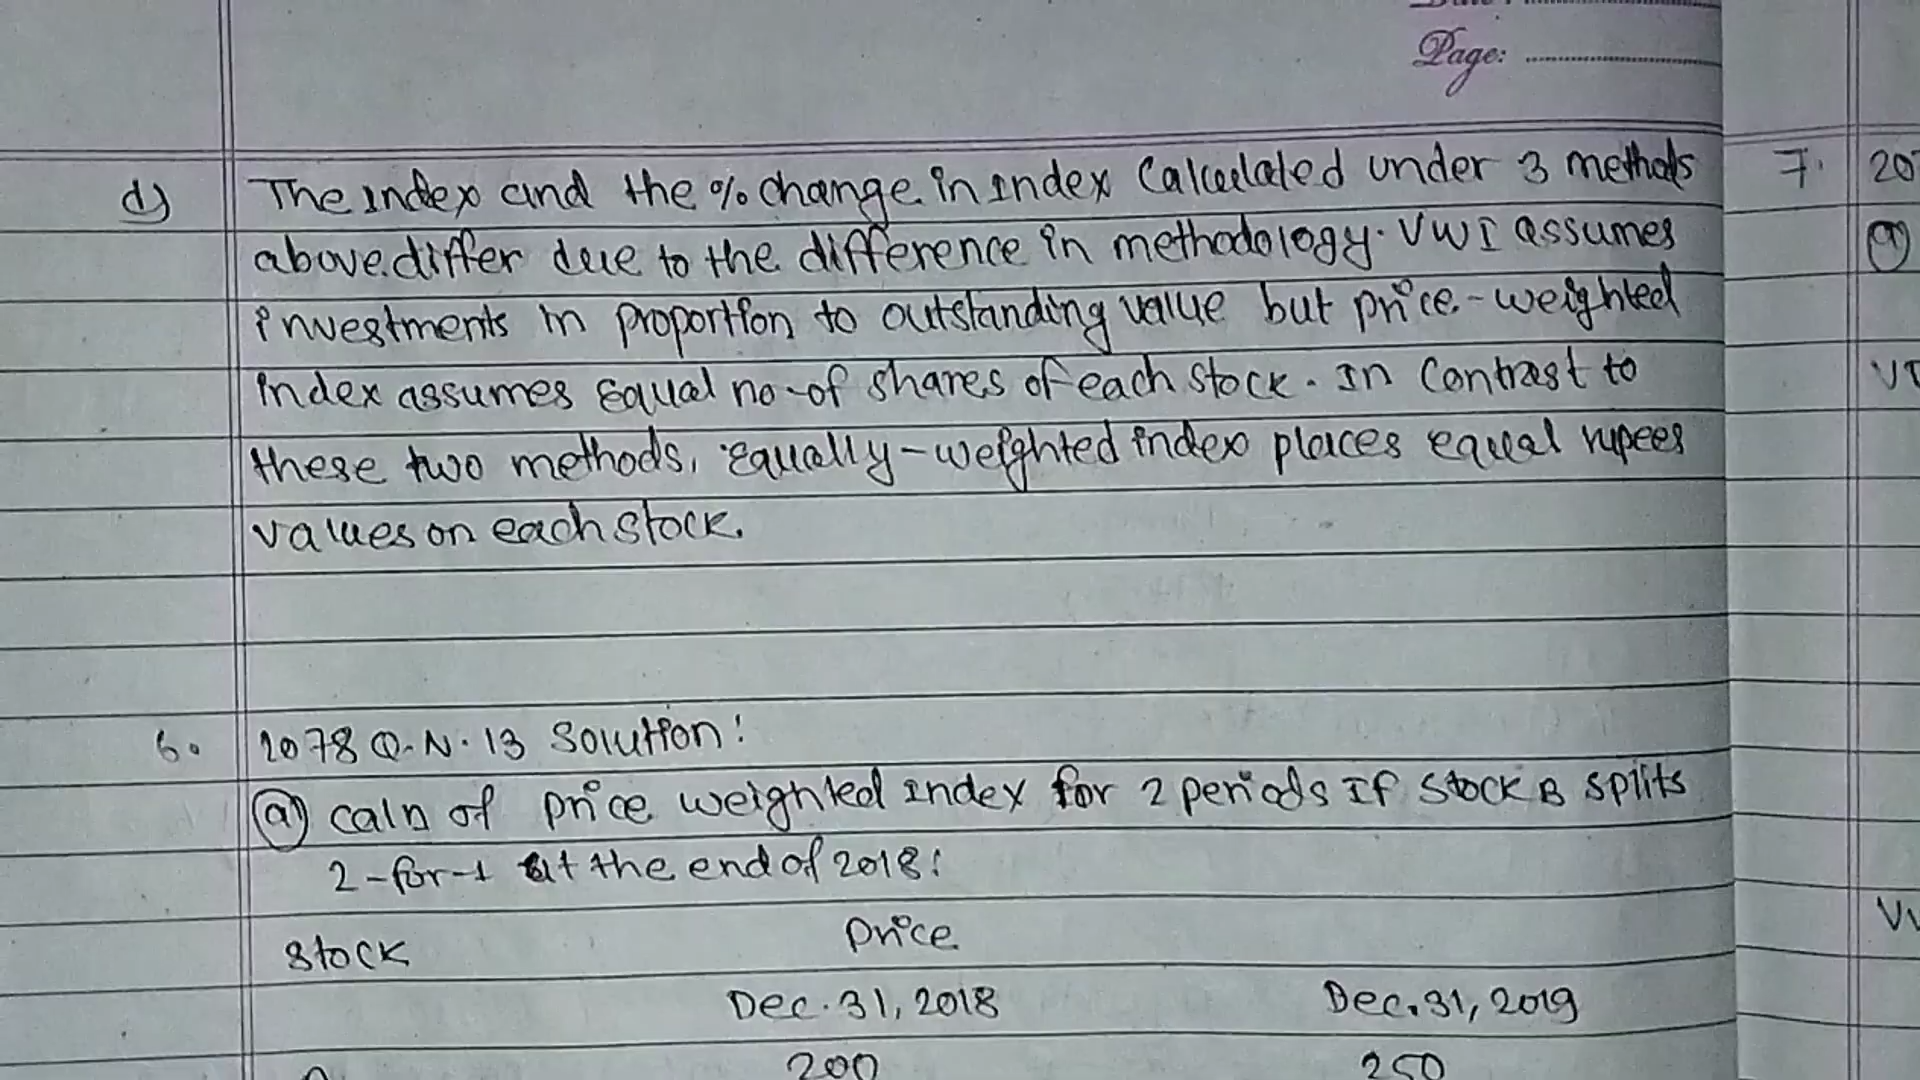 Page:
d) The index and the % change in index calculated under 3 methods
above differ due to the difference in methodology. VWI assumes
investments in proportion to outstanding value but price-weighted
index assumes equal no. of shares of each stock. In contrast to
these two methods, equally-weighted index places equal rupees
values on each stock.
6. 2078 Q.N. 13 Solution:
(a) caln of price weighted index for 2 periods if stock B splits
2-for-1 at the end of 2018:
Stock Price
Dec. 31, 2018 Dec. 31, 2019
200 250
7. 207
(a)